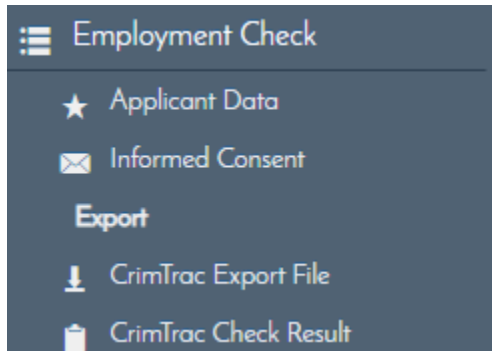 Employment Check
Applicant Data
Informed Consent
Export
CrimTrac Export File
CrimTrac Check Result